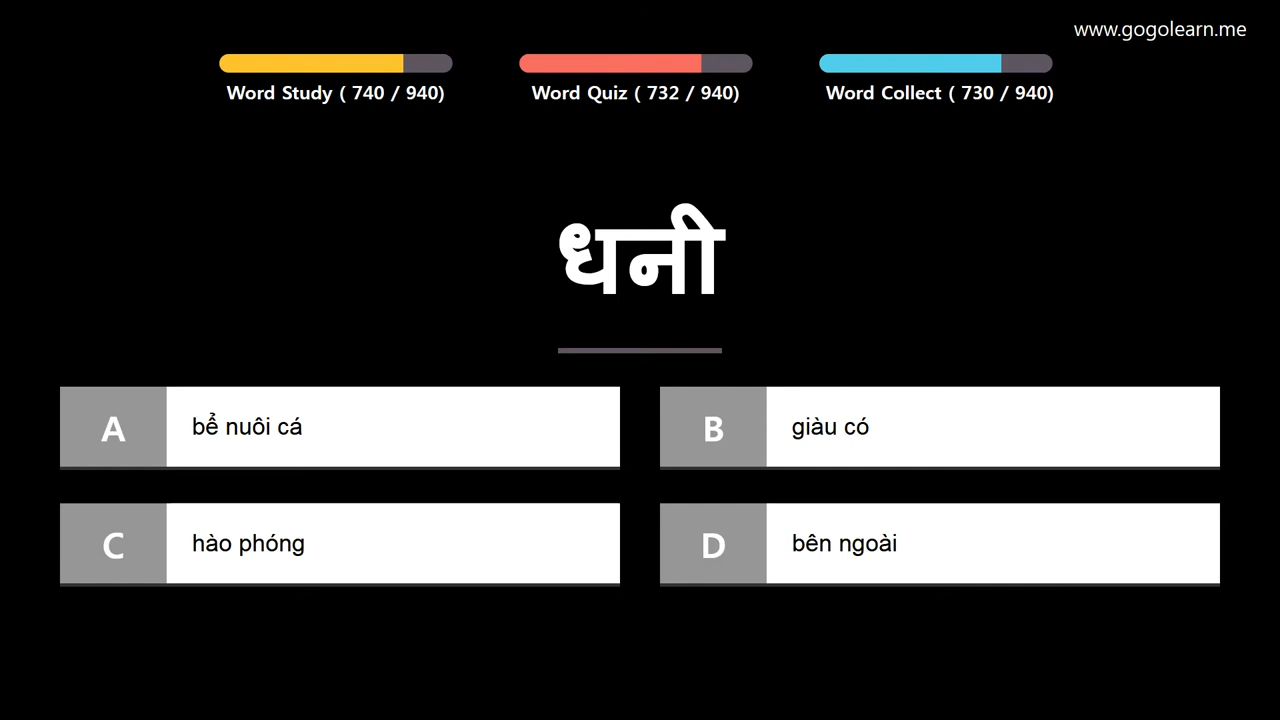 www.gogolearn.me
Word Study ( 740 / 940)
Word Quiz ( 732 / 940)
Word Collect ( 730 / 940)
धनी
A
bể nuôi cá
B
giàu có
C
hào phóng
D
bên ngoài